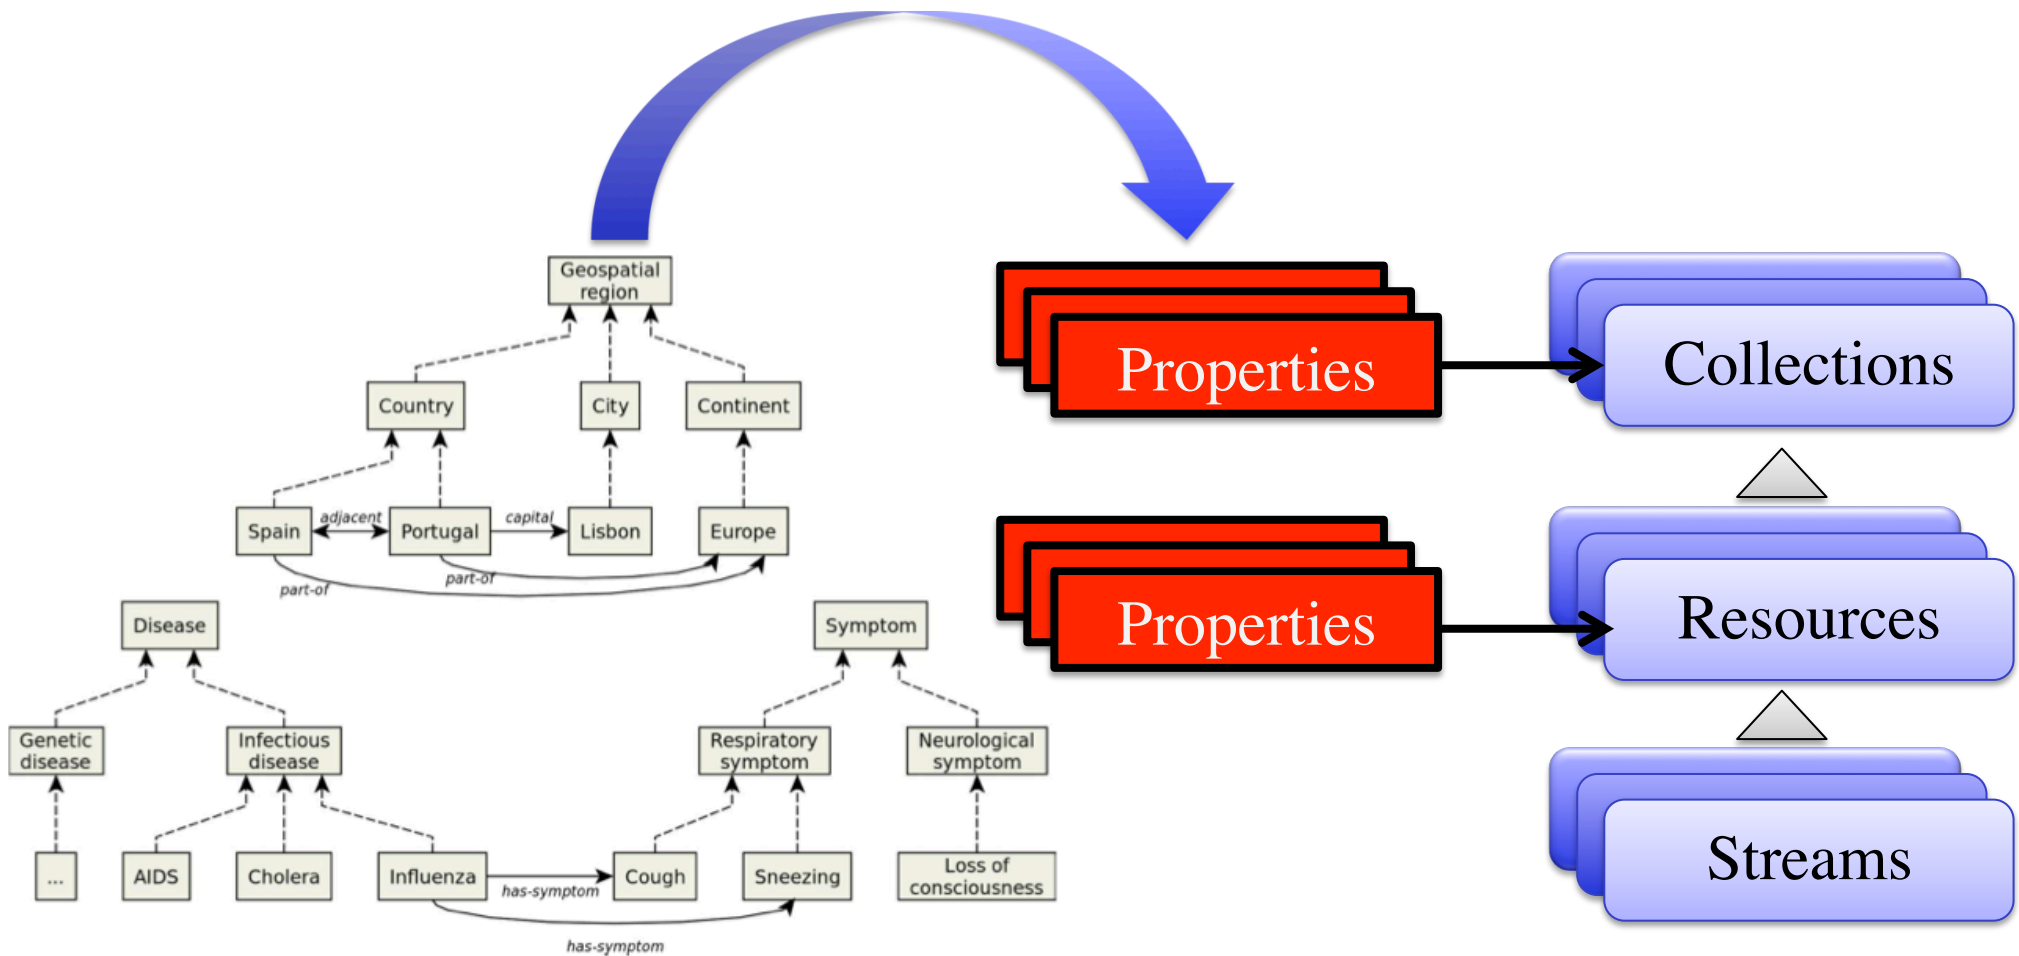 Geospatial
region
Country
City
Continent
Spain
adjacent
Portugal
capital
Lisbon
Europe
part-of
part-of
Disease
Symptom
Genetic
disease
Infectious
disease
Respiratory
symptom
Neurological
symptom
...
AIDS
Cholera
Influenza
has-symptom
Cough
Sneezing
Loss of
consciousness
has-symptom
Properties
Collections
Properties
Resources
Streams